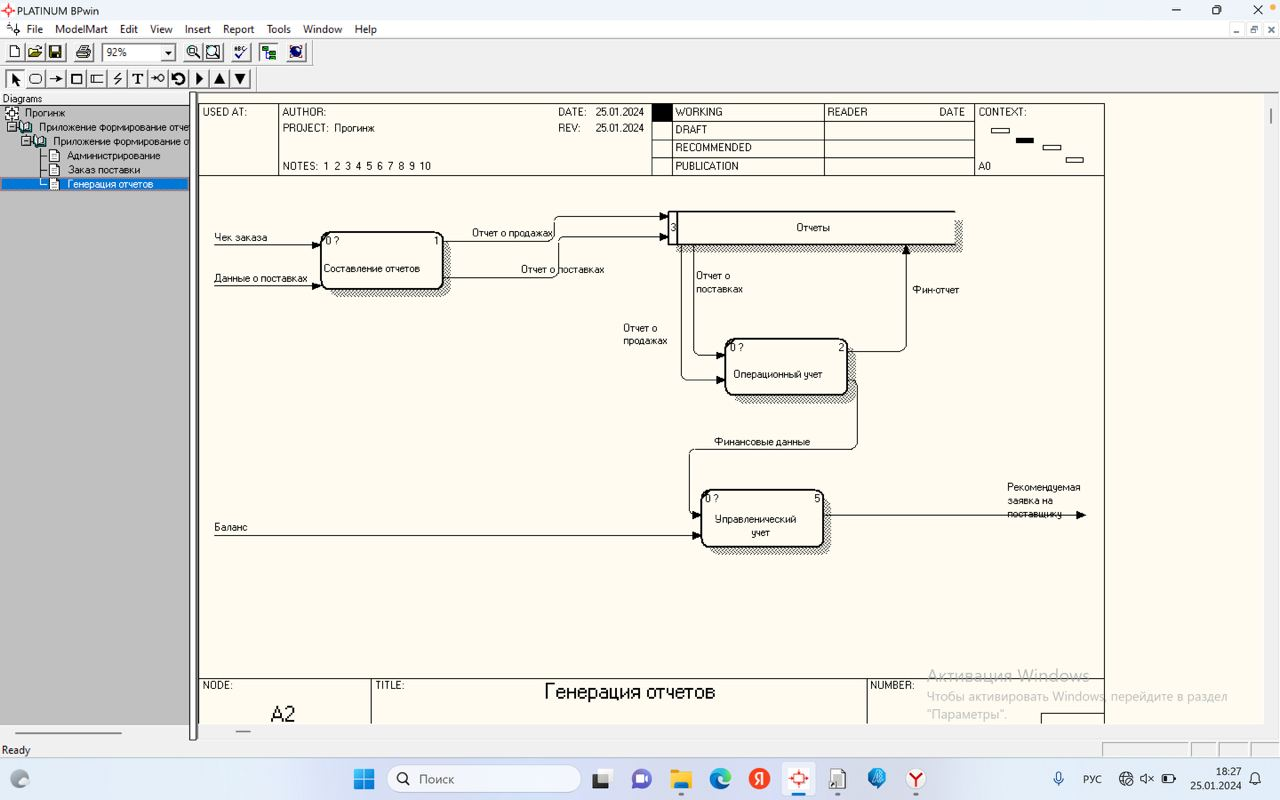 PLATINUM BPwin
File ModelMart Edit View Insert Report Tools Window Help
92%
Diagrams
Прогинж
Приложение формирование отче
Приложение формирование о
Администрирование
Заказ поставки
Генерация отчетов
USED AT:
AUTHOR:
PROJECT: Прогинж
NOTES: 1 2 3 4 5 6 7 8 9 10
DATE: 25.01.2024
REV: 25.01.2024
WORKING
DRAFT
RECOMMENDED
PUBLICATION
READER DATE
CONTEXT:
A0
Чек заказа
Данные о поставках
0 ? 1
Составление отчетов
Отчет о продажах
Отчет о поставках
3
Отчеты
Отчет о
поставках
Фин-отчет
Отчет о
продажах
0 ? 2
Операционный учет
Финансовые данные
0 ? 5
Управленический
учет
Рекомендуемая
заявка на
поставщику
Баланс
NODE:
A2
TITLE:
Генерация отчетов
NUMBER:
Активация Windows
Чтобы активировать Windows, перейдите в раздел
"Параметры".
Ready
Поиск
РУС
18:27
25.01.2024